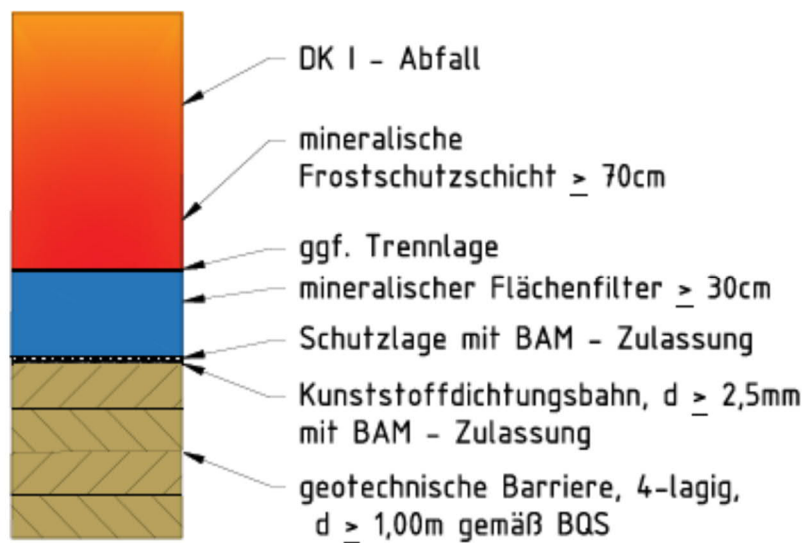 DK I - Abfall
mineralische
Frostschutzschicht ≥ 70cm
ggf. Trennlage
mineralischer Flächenfilter ≥ 30cm
Schutzlage mit BAM - Zulassung
Kunststoffdichtungsbahn, d ≥ 2,5mm
mit BAM - Zulassung
geotechnische Barriere, 4-lagig,
d ≥ 1,00m gemäß BQS